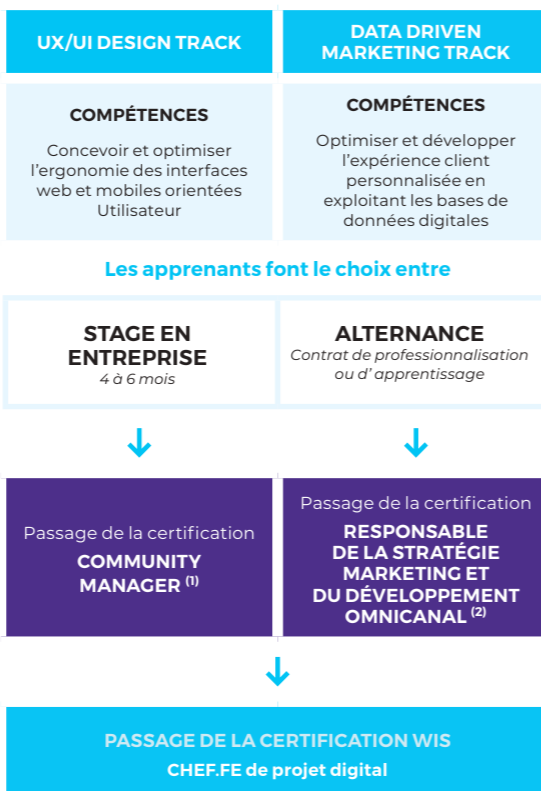 UX/UI DESIGN TRACK
DATA DRIVEN
MARKETING TRACK
COMPÉTENCES
Concevoir et optimiser
l'ergonomie des interfaces
web et mobiles orientées
Utilisateur
COMPÉTENCES
Optimiser et développer
l'expérience client
personnalisée en
exploitant les bases de
données digitales
Les apprenants font le choix entre
STAGE EN
ENTREPRISE
4 à 6 mois
ALTERNANCE
Contrat de professionnalisation
ou d' apprentissage
Passage de la certification
COMMUNITY
MANAGER (1)
Passage de la certification
RESPONSABLE
DE LA STRATÉGIE
MARKETING ET
DU DÉVELOPPEMENT
OMNICANAL (2)
PASSAGE DE LA CERTIFICATION WIS
CHEF.FE de projet digital